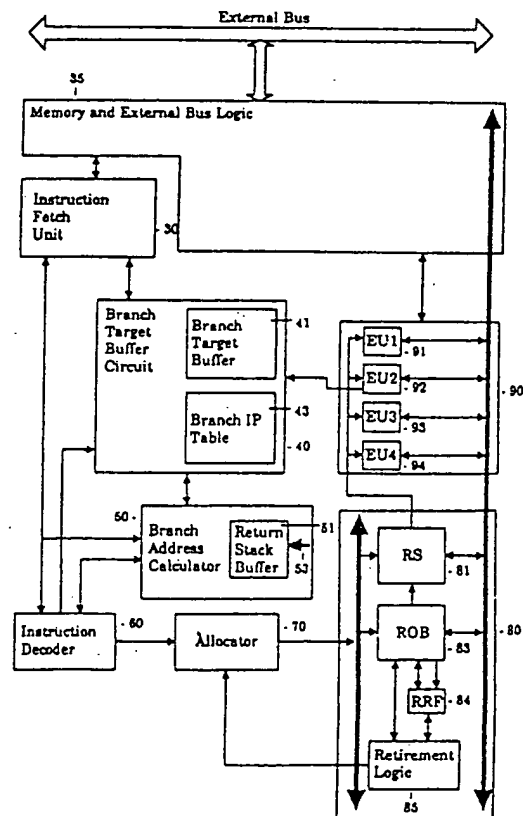 External Bus
35
Memory and External Bus Logic
Instruction
Fetch
Unit
30
Branch
Target
Buffer
Circuit
Branch
Target
Buffer
41
Branch IP
Table
43
40
EU1
91
EU2
92
EU3
93
EU4
94
90
50
Branch
Address
Calculator
Return
Stack
Buffer
51
53
RS
81
Instruction
Decoder
60
Allocator
70
ROB
83
80
RRF
84
Retirement
Logic
85